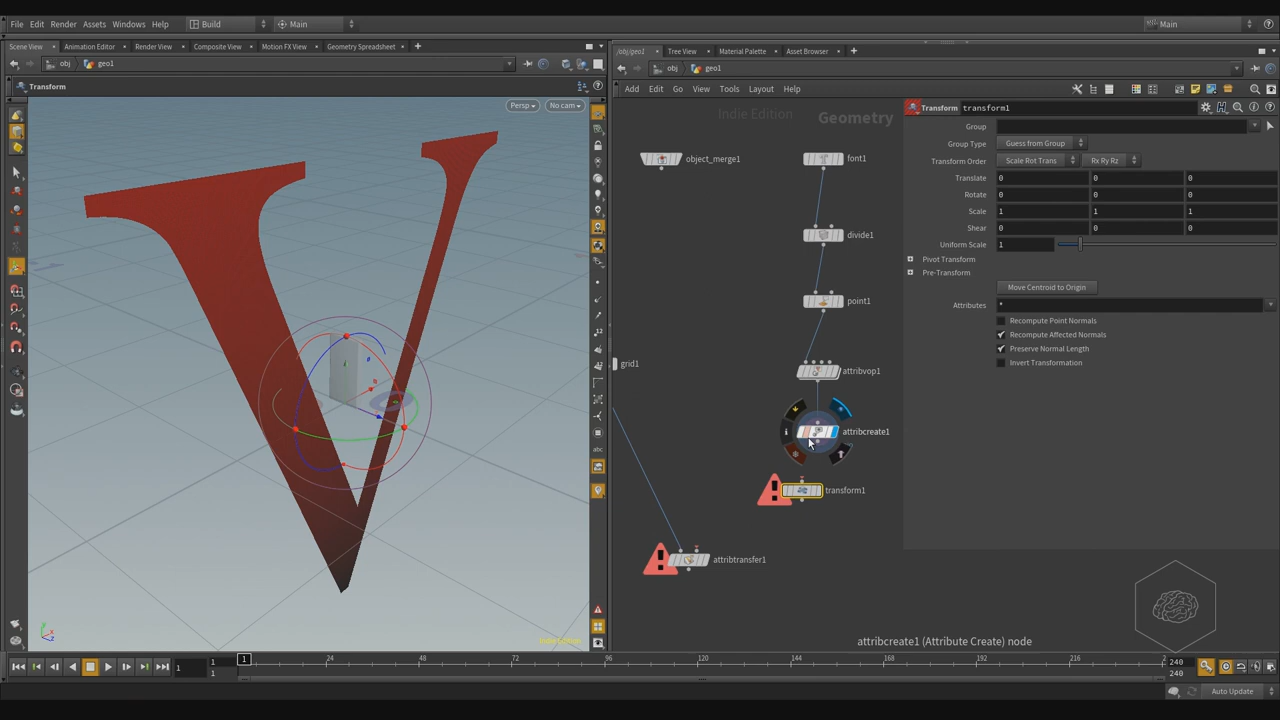 File Edit Render Assets Windows Help Build Main Main
Scene View Animation Editor Render View Composite View Motion FX View Geometry Spreadsheet
obj geo1
Transform
Persp No cam
/obj/geo1 Tree View Material Palette Asset Browser
obj geo1
Add Edit Go View Tools Layout Help
Indie Edition Geometry
object_merge1
font1
divide1
point1
grid1
attribvop1
attribcreate1
transform1
attribtransfer1
attribcreate1 (Attribute Create) node
Transform transform1
Group
Group Type Guess from Group
Transform Order Scale Rot Trans Rx Ry Rz
Translate 0 0 0
Rotate 0 0 0
Scale 1 1 1
Shear 0 0 0
Uniform Scale 1
Pivot Transform
Pre-Transform
Move Centroid to Origin
Attributes *
Recompute Point Normals
Recompute Affected Normals
Preserve Normal Length
Invert Transformation
abc
1 1 1 1 24 48 72 96 120 144 168 192 216 240
240
Auto Update